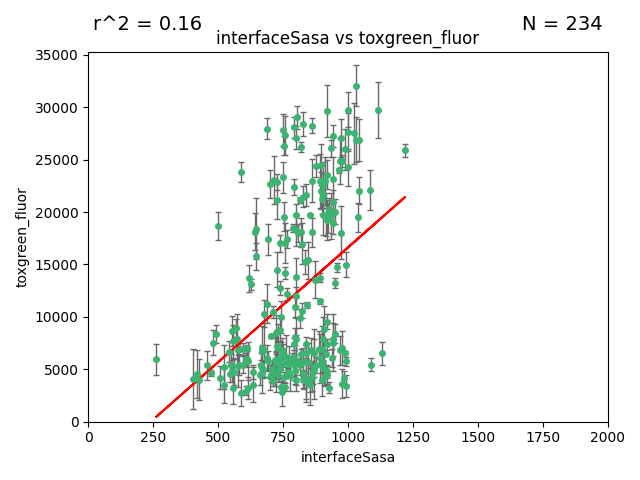 r^2 = 0.16 N = 234
interfaceSasa vs toxgreen_fluor
35000
30000
25000
20000
15000
10000
5000
0
toxgreen_fluor
0 250 500 750 1000 1250 1500 1750 2000
interfaceSasa